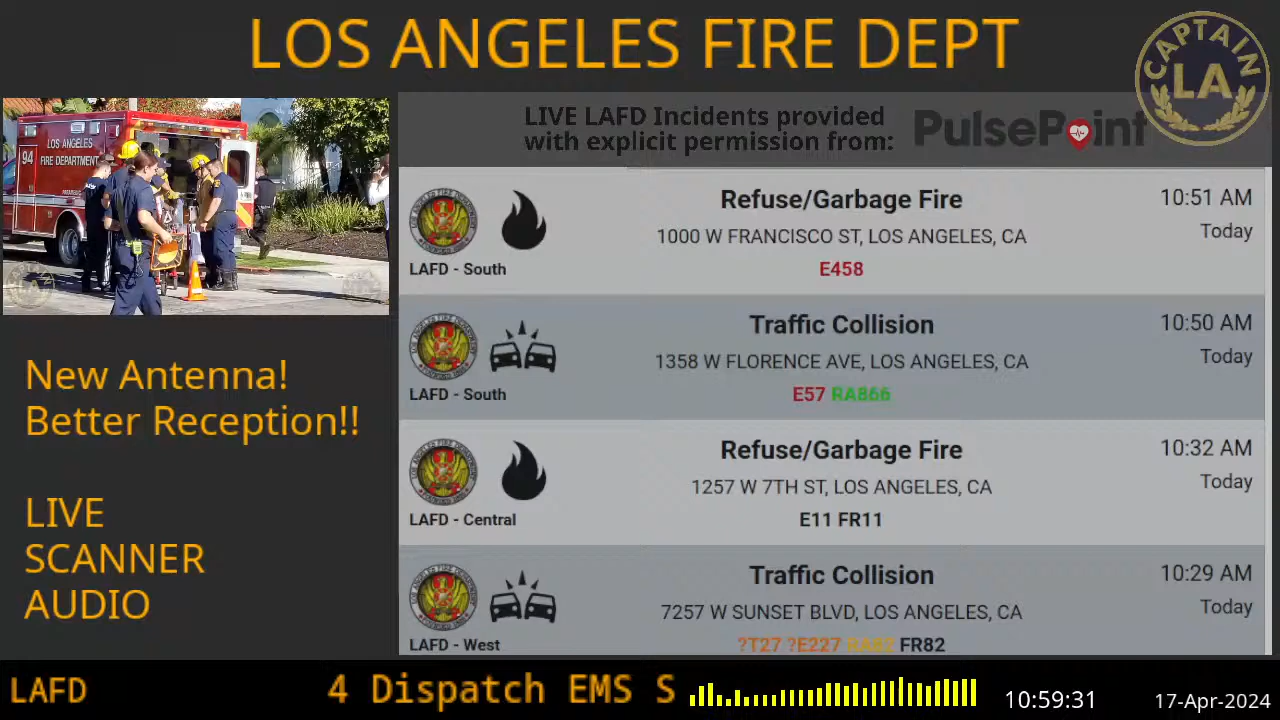 LOS ANGELES FIRE DEPT
CAPTAIN
LA
LIVE LAFD Incidents provided
with explicit permission from:
PulsePoint
94
LOS ANGELES
FIRE DEPARTMENT
Refuse/Garbage Fire
10:51 AM
1000 W FRANCISCO ST, LOS ANGELES, CA
Today
LAFD - South
E458
Traffic Collision
10:50 AM
1358 W FLORENCE AVE, LOS ANGELES, CA
Today
LAFD - South
E57 RA866
Refuse/Garbage Fire
10:32 AM
1257 W 7TH ST, LOS ANGELES, CA
Today
LAFD - Central
E11 FR11
Traffic Collision
10:29 AM
7257 W SUNSET BLVD, LOS ANGELES, CA
Today
LAFD - West
?T27 ?E227 FR82
New Antenna!
Better Reception!!
LIVE
SCANNER
AUDIO
LAFD
4 Dispatch EMS S
10:59:31
17-Apr-2024